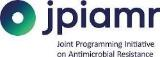 jpiamr
Joint Programming Initiative
on Antimicrobial Resistance